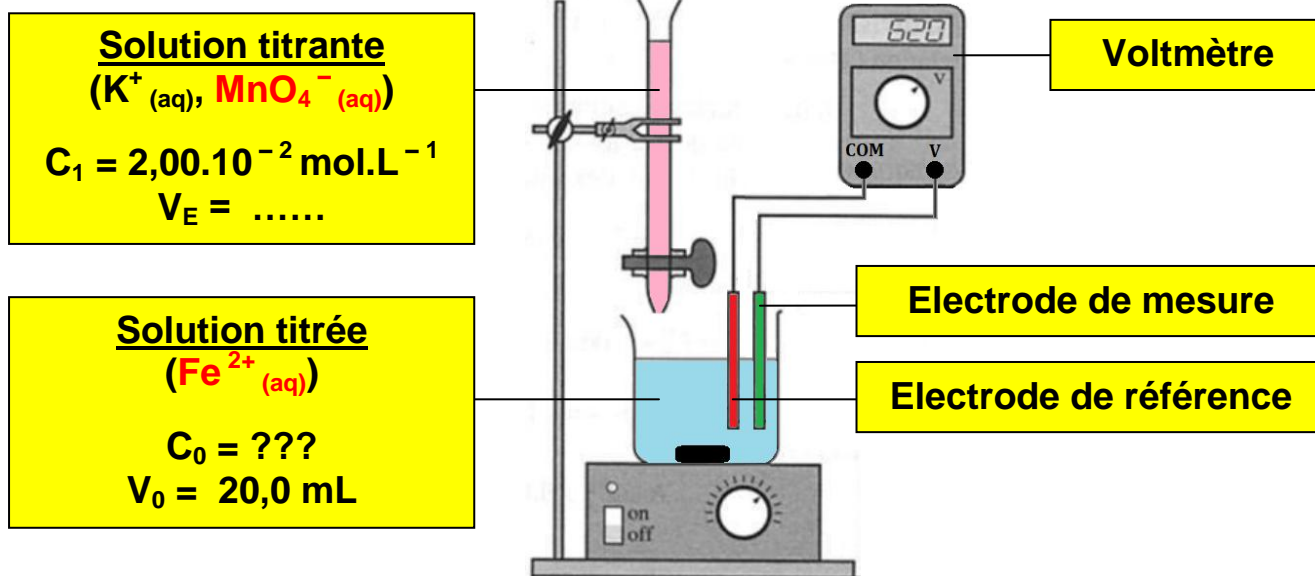 Solution titrante
(K⁺ (aq), MnO₄⁻ (aq))
C₁ = 2,00.10⁻² mol.L⁻¹
V_E = ......
620
V
COM V
Voltmètre
Electrode de mesure
Electrode de référence
Solution titrée
(Fe²⁺ (aq))
C₀ = ???
V₀ = 20,0 mL
on
off